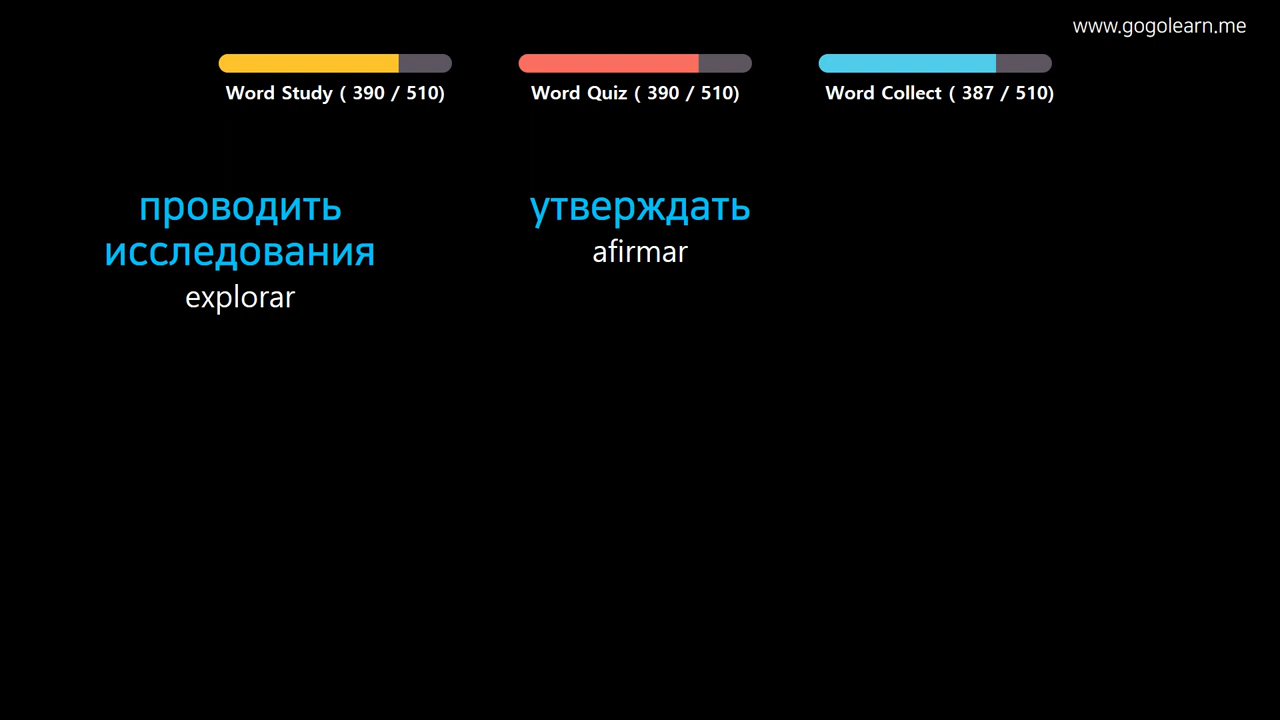 www.gogolearn.me
Word Study ( 390 / 510)
Word Quiz ( 390 / 510)
Word Collect ( 387 / 510)
проводить
исследования
explorar
утверждать
afirmar